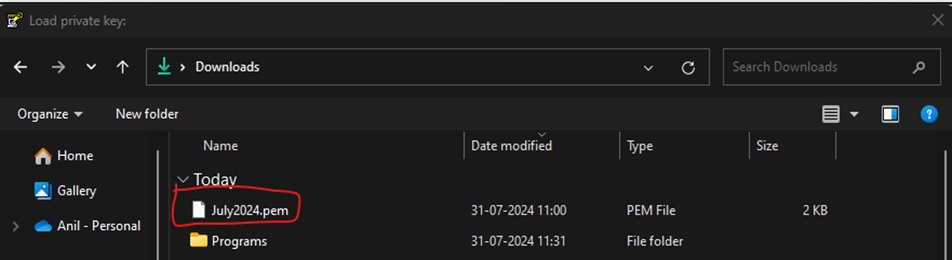 Load private key:
Downloads
Search Downloads
Organize
New folder
Name Date modified Type Size
Home
Gallery
Anil - Personal
Today
July2024.pem 31-07-2024 11:00 PEM File 2 KB
Programs 31-07-2024 11:31 File folder